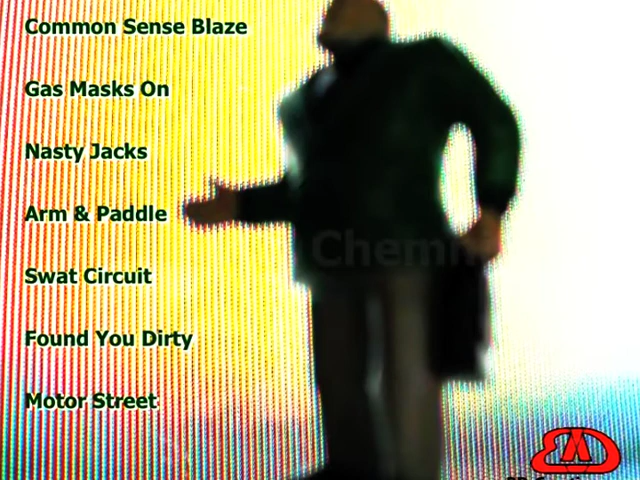 Common Sense Blaze
Gas Masks On
Nasty Jacks
Arm & Paddle
Swat Circuit
Found You Dirty
Motor Street